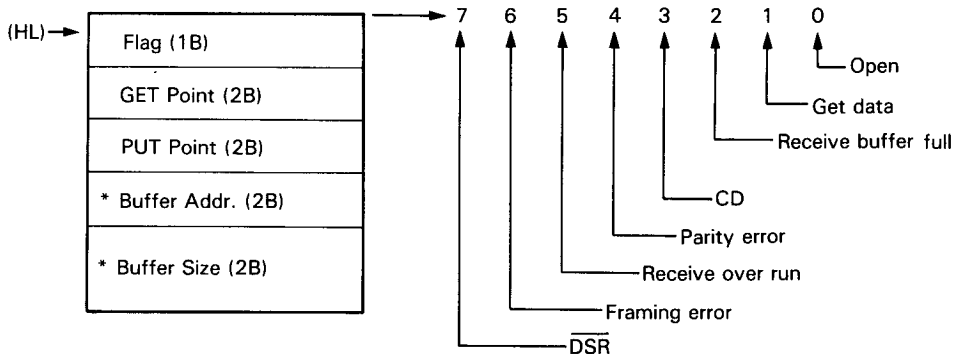 7 6 5 4 3 2 1 0
(HL)
Flag (1B)
Open
GET Point (2B)
Get data
PUT Point (2B)
Receive buffer full
* Buffer Addr. (2B)
CD
Parity error
* Buffer Size (2B)
Receive over run
Framing error
D̅S̅R̅